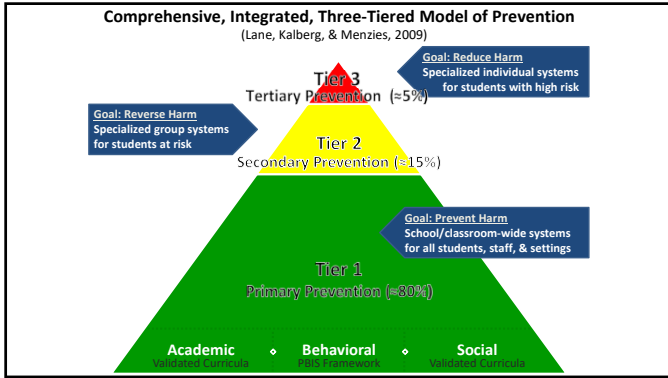 Comprehensive, Integrated, Three-Tiered Model of Prevention
(Lane, Kalberg, & Menzies, 2009)
Goal: Reduce Harm
Specialized individual systems
for students with high risk
Tier 3
Tertiary Prevention (≈5%)
Goal: Reverse Harm
Specialized group systems
for students at risk
Tier 2
Secondary Prevention (≈15%)
Goal: Prevent Harm
School/classroom-wide systems
for all students, staff, & settings
Tier 1
Primary Prevention (≈80%)
Academic ◇ Behavioral ◇ Social
Validated Curricula PBIS Framework Validated Curricula